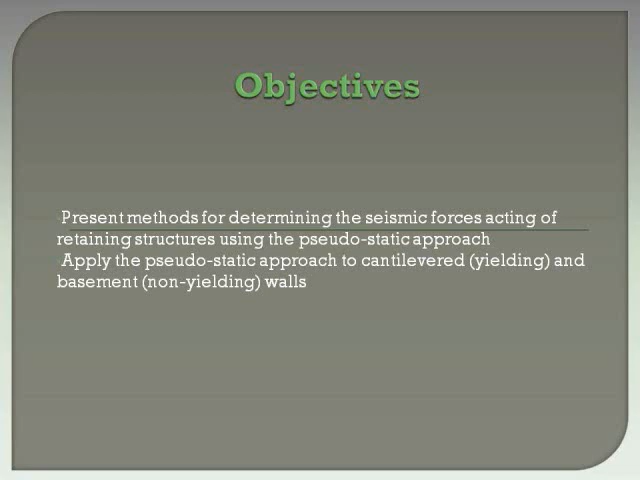 Objectives
Present methods for determining the seismic forces acting of
retaining structures using the pseudo-static approach
Apply the pseudo-static approach to cantilevered (yielding) and
basement (non-yielding) walls